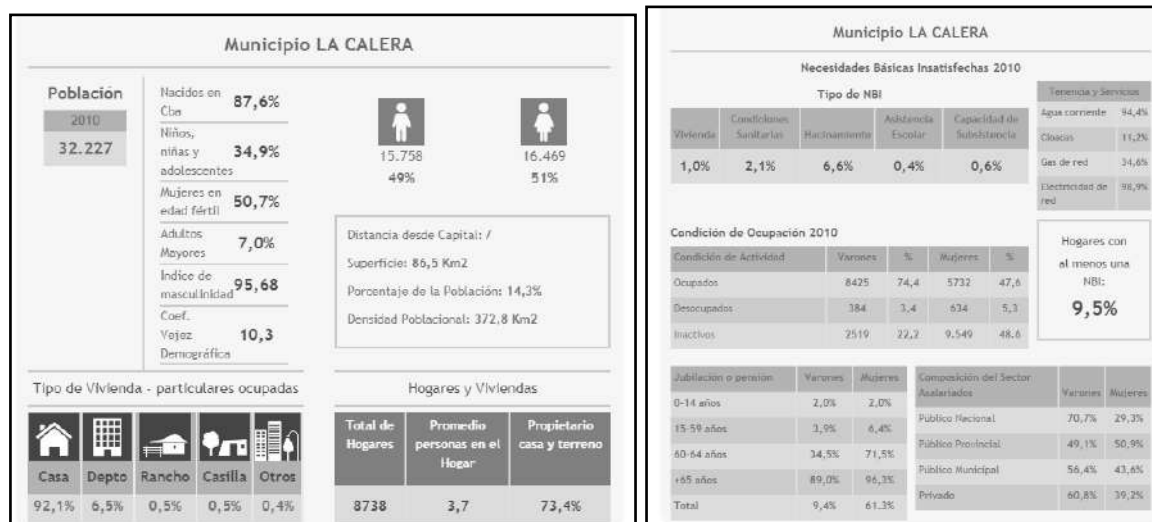 Municipio LA CALERA
Población
2010
32.227
Nacidos en Cba 87,6%
Niños, niñas y adolescentes 34,9%
Mujeres en edad fértil 50,7%
Adultos Mayores 7,0%
Indice de masculinidad 95,68
Coef. Vejez Demográfica 10,3
15.758 16.469
49% 51%
Distancia desde Capital: /
Superficie: 86,5 Km2
Porcentaje de la Población: 14,3%
Densidad Poblacional: 372,8 Km2
Tipo de Vivienda - particulares ocupadas
Casa Depto Rancho Casilla Otros
92,1% 6,5% 0,5% 0,5% 0,4%
Hogares y Viviendas
Total de Hogares Promedio personas en el Hogar Propietario casa y terreno
8738 3,7 73,4%
Municipio LA CALERA
Necesidades Básicas Insatisfechas 2010
Tipo de NBI
Vivienda Condiciones Sanitarias Hacinamiento Asistencia Escolar Capacidad de Subsistencia
1,0% 2,1% 6,6% 0,4% 0,6%
Tenencia y Servicios
Agua corriente 94,4%
Cloacas 11,2%
Gas de red 34,6%
Electricidad de red 98,9%
Condición de Ocupación 2010
Condición de Actividad Varones % Mujeres %
Ocupados 8425 74,4 5732 47,6
Desocupados 384 3,4 634 5,3
Inactivos 2519 22,2 9.549 48.6
Hogares con
al menos una
NBI:
9,5%
Jubilación o pensión Varones Mujeres
0-14 años 2,0% 2,0%
15-59 años 3,9% 6,4%
60-64 años 34,5% 71,5%
+65 años 89,0% 96,3%
Total 9,4% 61.3%
Composición del Sector Asalariados Varones Mujeres
Público Nacional 70,7% 29,3%
Público Provincial 49,1% 50,9%
Público Municipal 56,4% 43,6%
Privado 60,8% 39,2%